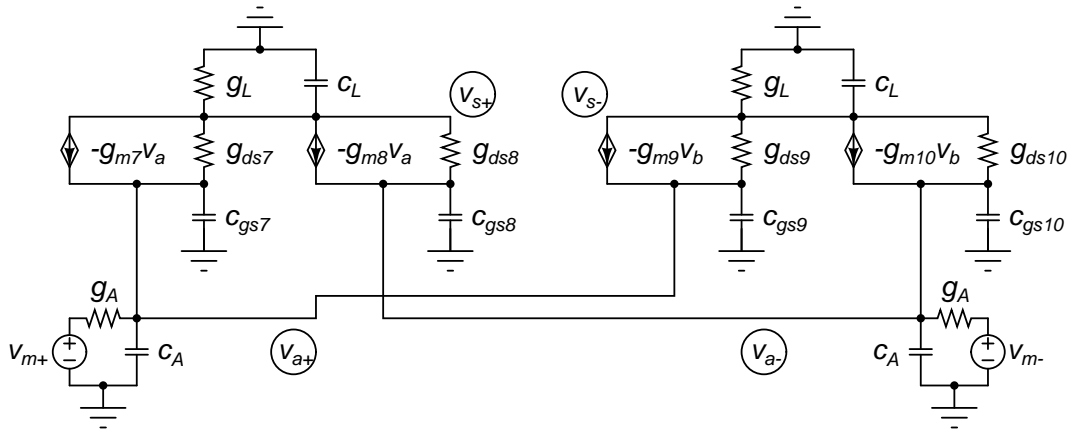 g_L c_L v_s+ v_s- g_L c_L
-g_m7v_a g_ds7 -g_m8v_a g_ds8 -g_m9v_b g_ds9 -g_m10v_b g_ds10
c_gs7 c_gs8 c_gs9 c_gs10
g_A g_A
v_m+ + − c_A v_a+ v_a- c_A + − v_m-